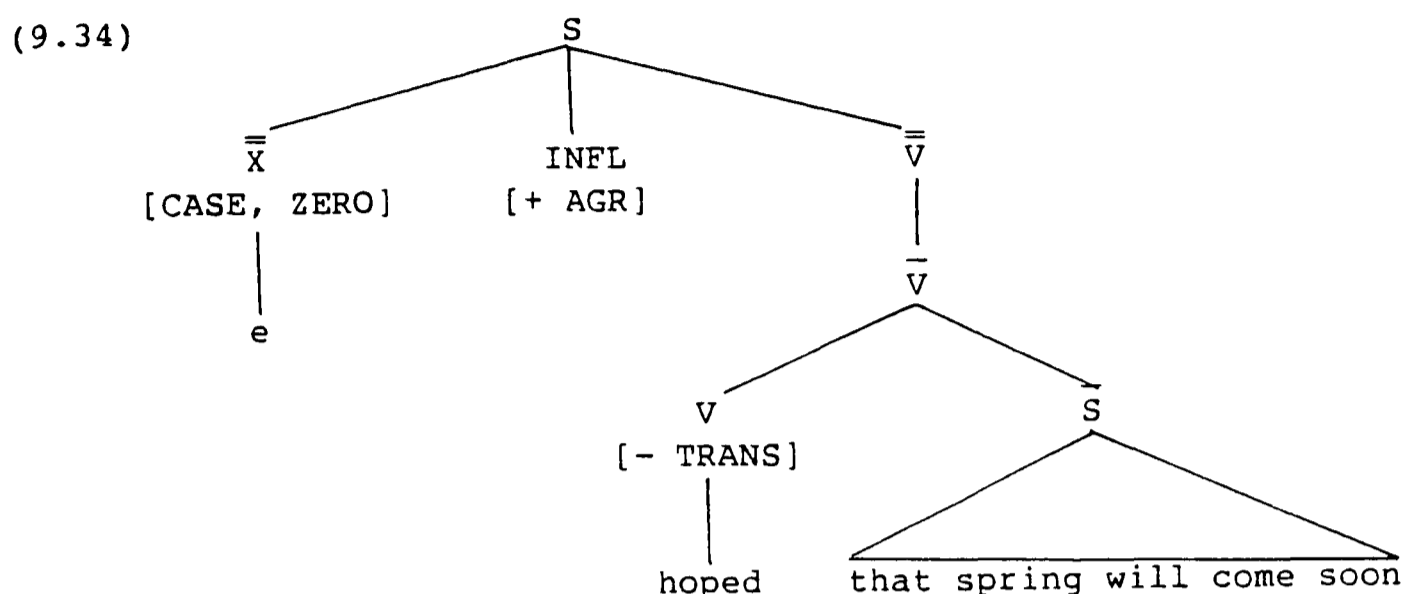 (9.34)
S
X̿ INFL V̿
[CASE, ZERO] [+ AGR]
V̅
e
V S̅
[- TRANS]
hoped that spring will come soon